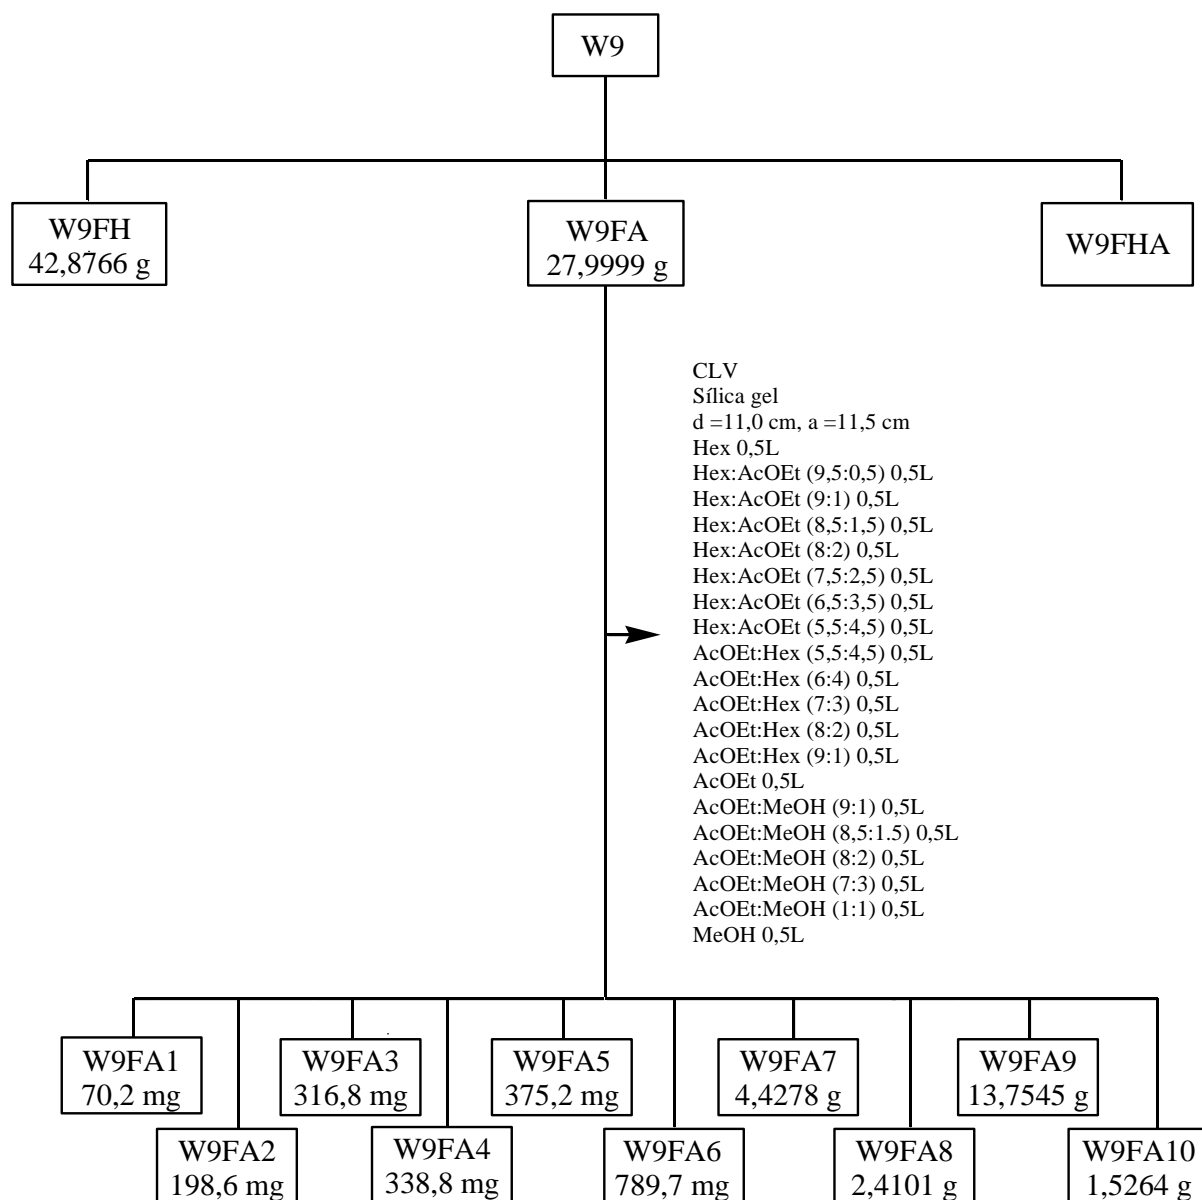 W9
W9FH
42,8766 g
W9FA
27,9999 g
W9FHA
CLV
Sílica gel
d =11,0 cm, a =11,5 cm
Hex 0,5L
Hex:AcOEt (9,5:0,5) 0,5L
Hex:AcOEt (9:1) 0,5L
Hex:AcOEt (8,5:1,5) 0,5L
Hex:AcOEt (8:2) 0,5L
Hex:AcOEt (7,5:2,5) 0,5L
Hex:AcOEt (6,5:3,5) 0,5L
Hex:AcOEt (5,5:4,5) 0,5L
AcOEt:Hex (5,5:4,5) 0,5L
AcOEt:Hex (6:4) 0,5L
AcOEt:Hex (7:3) 0,5L
AcOEt:Hex (8:2) 0,5L
AcOEt:Hex (9:1) 0,5L
AcOEt 0,5L
AcOEt:MeOH (9:1) 0,5L
AcOEt:MeOH (8,5:1.5) 0,5L
AcOEt:MeOH (8:2) 0,5L
AcOEt:MeOH (7:3) 0,5L
AcOEt:MeOH (1:1) 0,5L
MeOH 0,5L
W9FA1
70,2 mg
W9FA3
316,8 mg
W9FA5
375,2 mg
W9FA7
4,4278 g
W9FA9
13,7545 g
W9FA2
198,6 mg
W9FA4
338,8 mg
W9FA6
789,7 mg
W9FA8
2,4101 g
W9FA10
1,5264 g